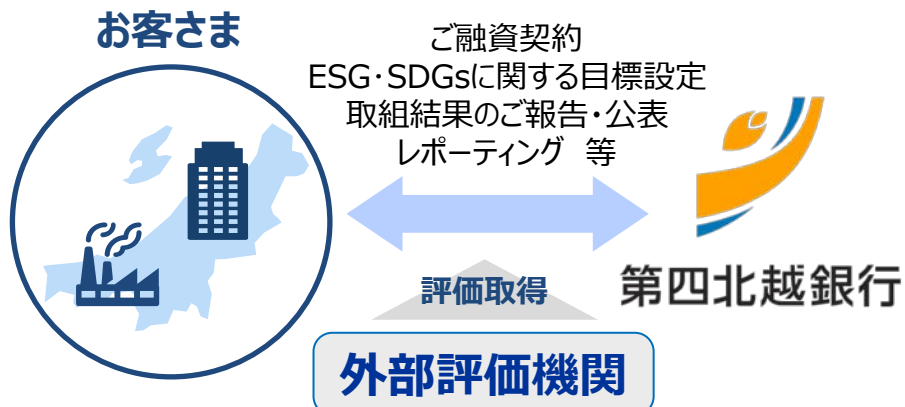 お客さま
ご融資契約
ESG・SDGsに関する目標設定
取組結果のご報告・公表
レポーティング 等
評価取得
第四北越銀行
外部評価機関